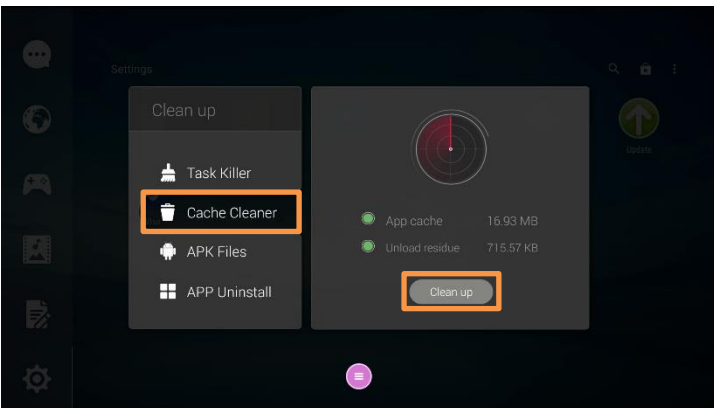 Settings
Update
Clean up
Task Killer
Cache Cleaner
APK Files
APP Uninstall
App cache 16.93 MB
Unload residue 715.57 KB
Clean up